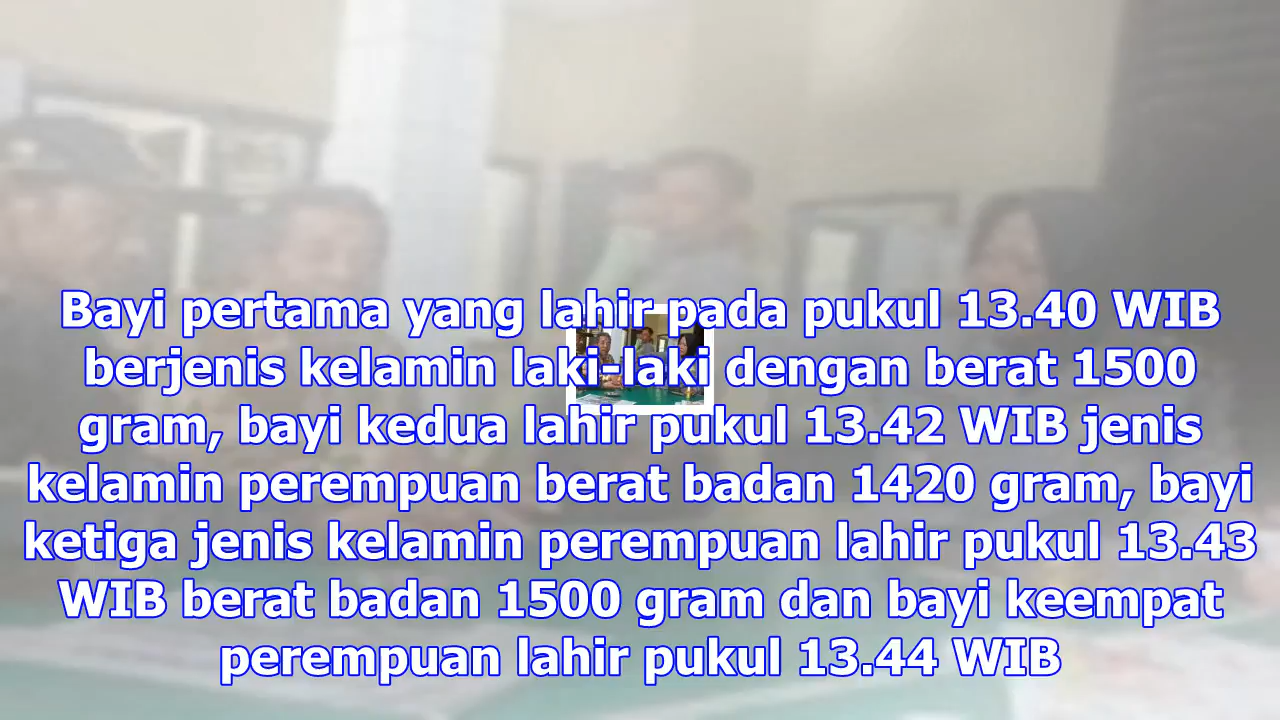 Bayi pertama yang lahir pada pukul 13.40 WIB
berjenis kelamin laki-laki dengan berat 1500
gram, bayi kedua lahir pukul 13.42 WIB jenis
kelamin perempuan berat badan 1420 gram, bayi
ketiga jenis kelamin perempuan lahir pukul 13.43
WIB berat badan 1500 gram dan bayi keempat
perempuan lahir pukul 13.44 WIB